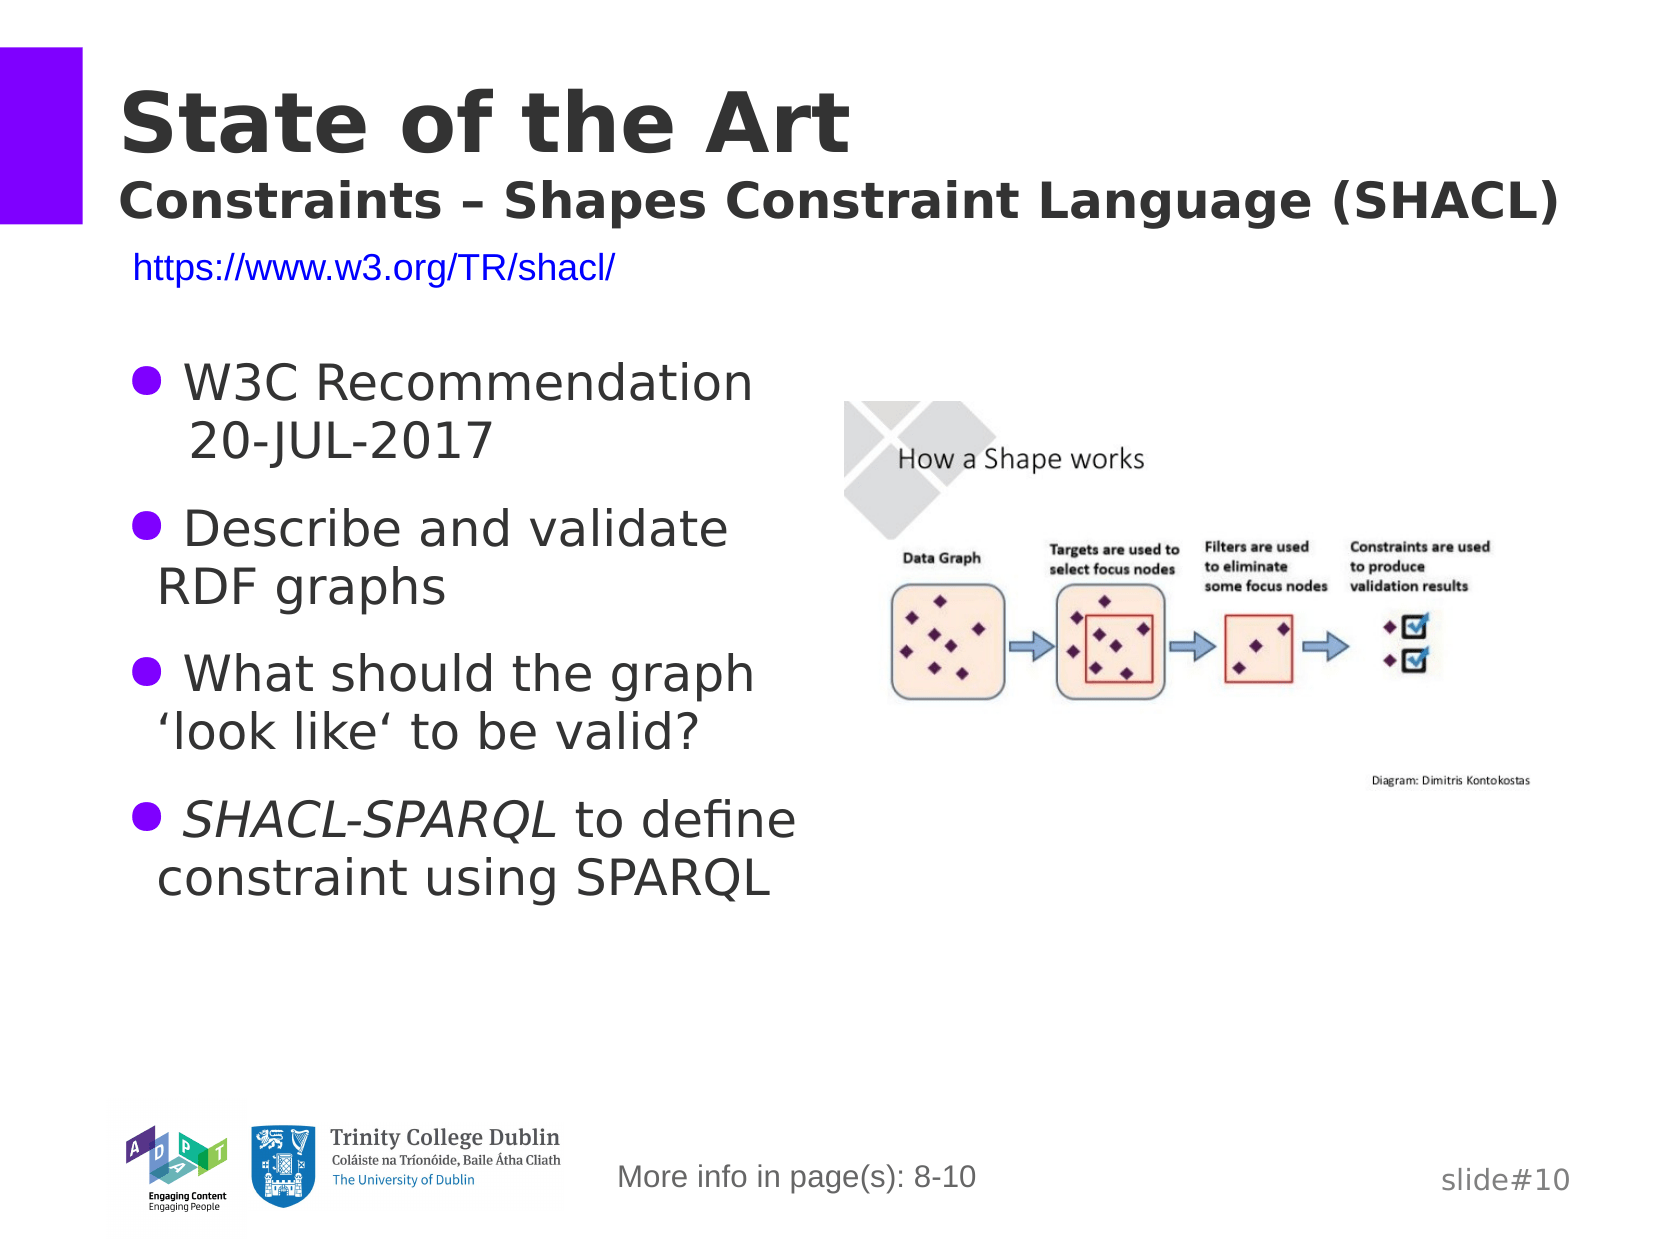 State of the Art
Constraints – Shapes Constraint Language (SHACL)
https://www.w3.org/TR/shacl/
W3C Recommendation
20-JUL-2017
Describe and validate
RDF graphs
What should the graph
‘look like‘ to be valid?
SHACL-SPARQL to define
constraint using SPARQL
How a Shape works
Data Graph
Targets are used to
select focus nodes
Filters are used
to eliminate
some focus nodes
Constraints are used
to produce
validation results
Diagram: Dimitris Kontokostas
ADAPT
Engaging Content
Engaging People
Trinity College Dublin
Coláiste na Tríonóide, Baile Átha Cliath
The University of Dublin
More info in page(s): 8-10
slide#10